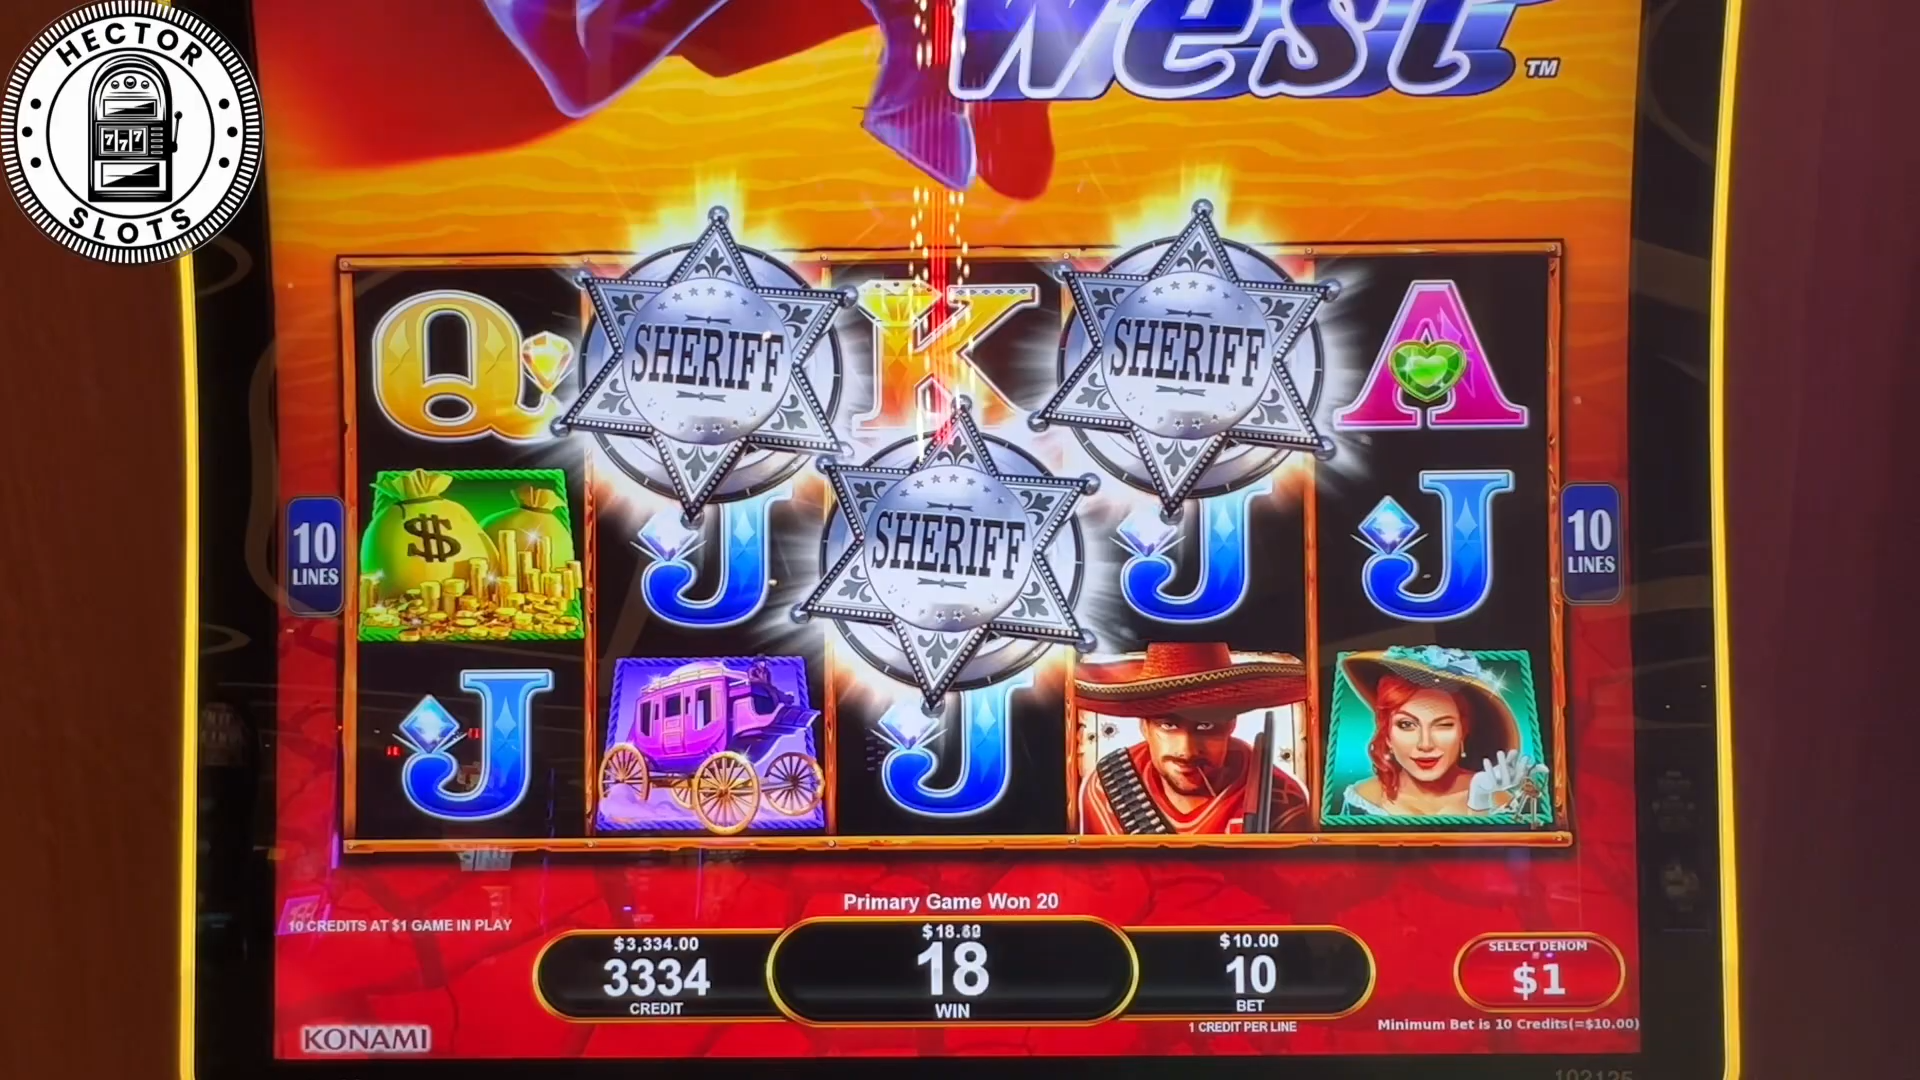 HECTOR
777
SLOTS
West
TM
Q
SHERIFF
K
SHERIFF
A
$
J
SHERIFF
J
J
10
LINES
10
LINES
J
J
Primary Game Won 20
10 CREDITS AT $1 GAME IN PLAY
$3,334.00
3334
CREDIT
18
WIN
$10.00
10
BET
1 CREDIT PER LINE
SELECT DENOM
$1
Minimum Bet is 10 Credits(=$10.00)
KONAMI